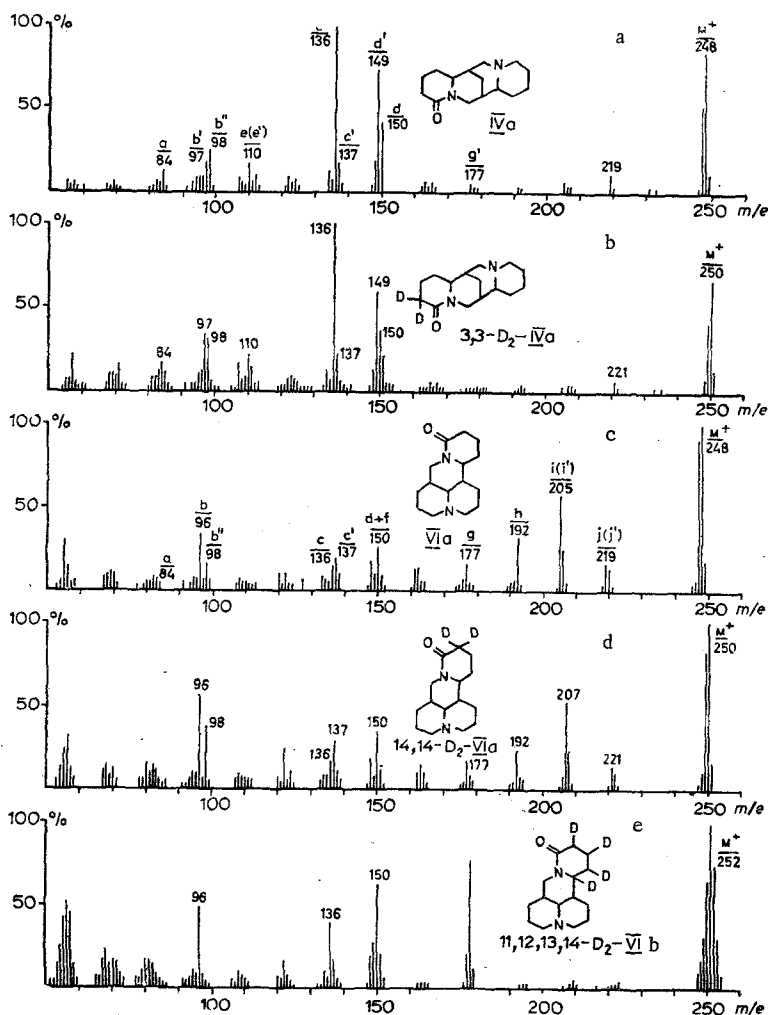 100 %
50
c
136
d'
149
d
150
b'
97
b"
98
a
84
e(e')
110
c'
137
g'
177
219
M⁺
248
N
N
O
IVa
a
100 150 200 250 m/e
100 %
50
136
149
150
137
97
98
84
110
221
M⁺
250
D
D
N
N
O
3,3-D₂-IVa
b
100 150 200 250 m/e
100 %
50
a
84
b
96
b"
98
c
136
c'
137
d+f
150
g
177
h
192
i(i')
205
j(j')
219
M⁺
248
O
N
N
VIa
c
100 150 200 250 m/e
%
50
96
98
136
137
150
177
192
207
221
M⁺
250
D D
O
N
N
14,14-D₂-VIa
d
100 150 200 250 m/e
100 %
50
96
136
150
M⁺
252
O
D
D
D
D
N
N
11,12,13,14-D₂-VI b
e
100 150 200 250 m/e